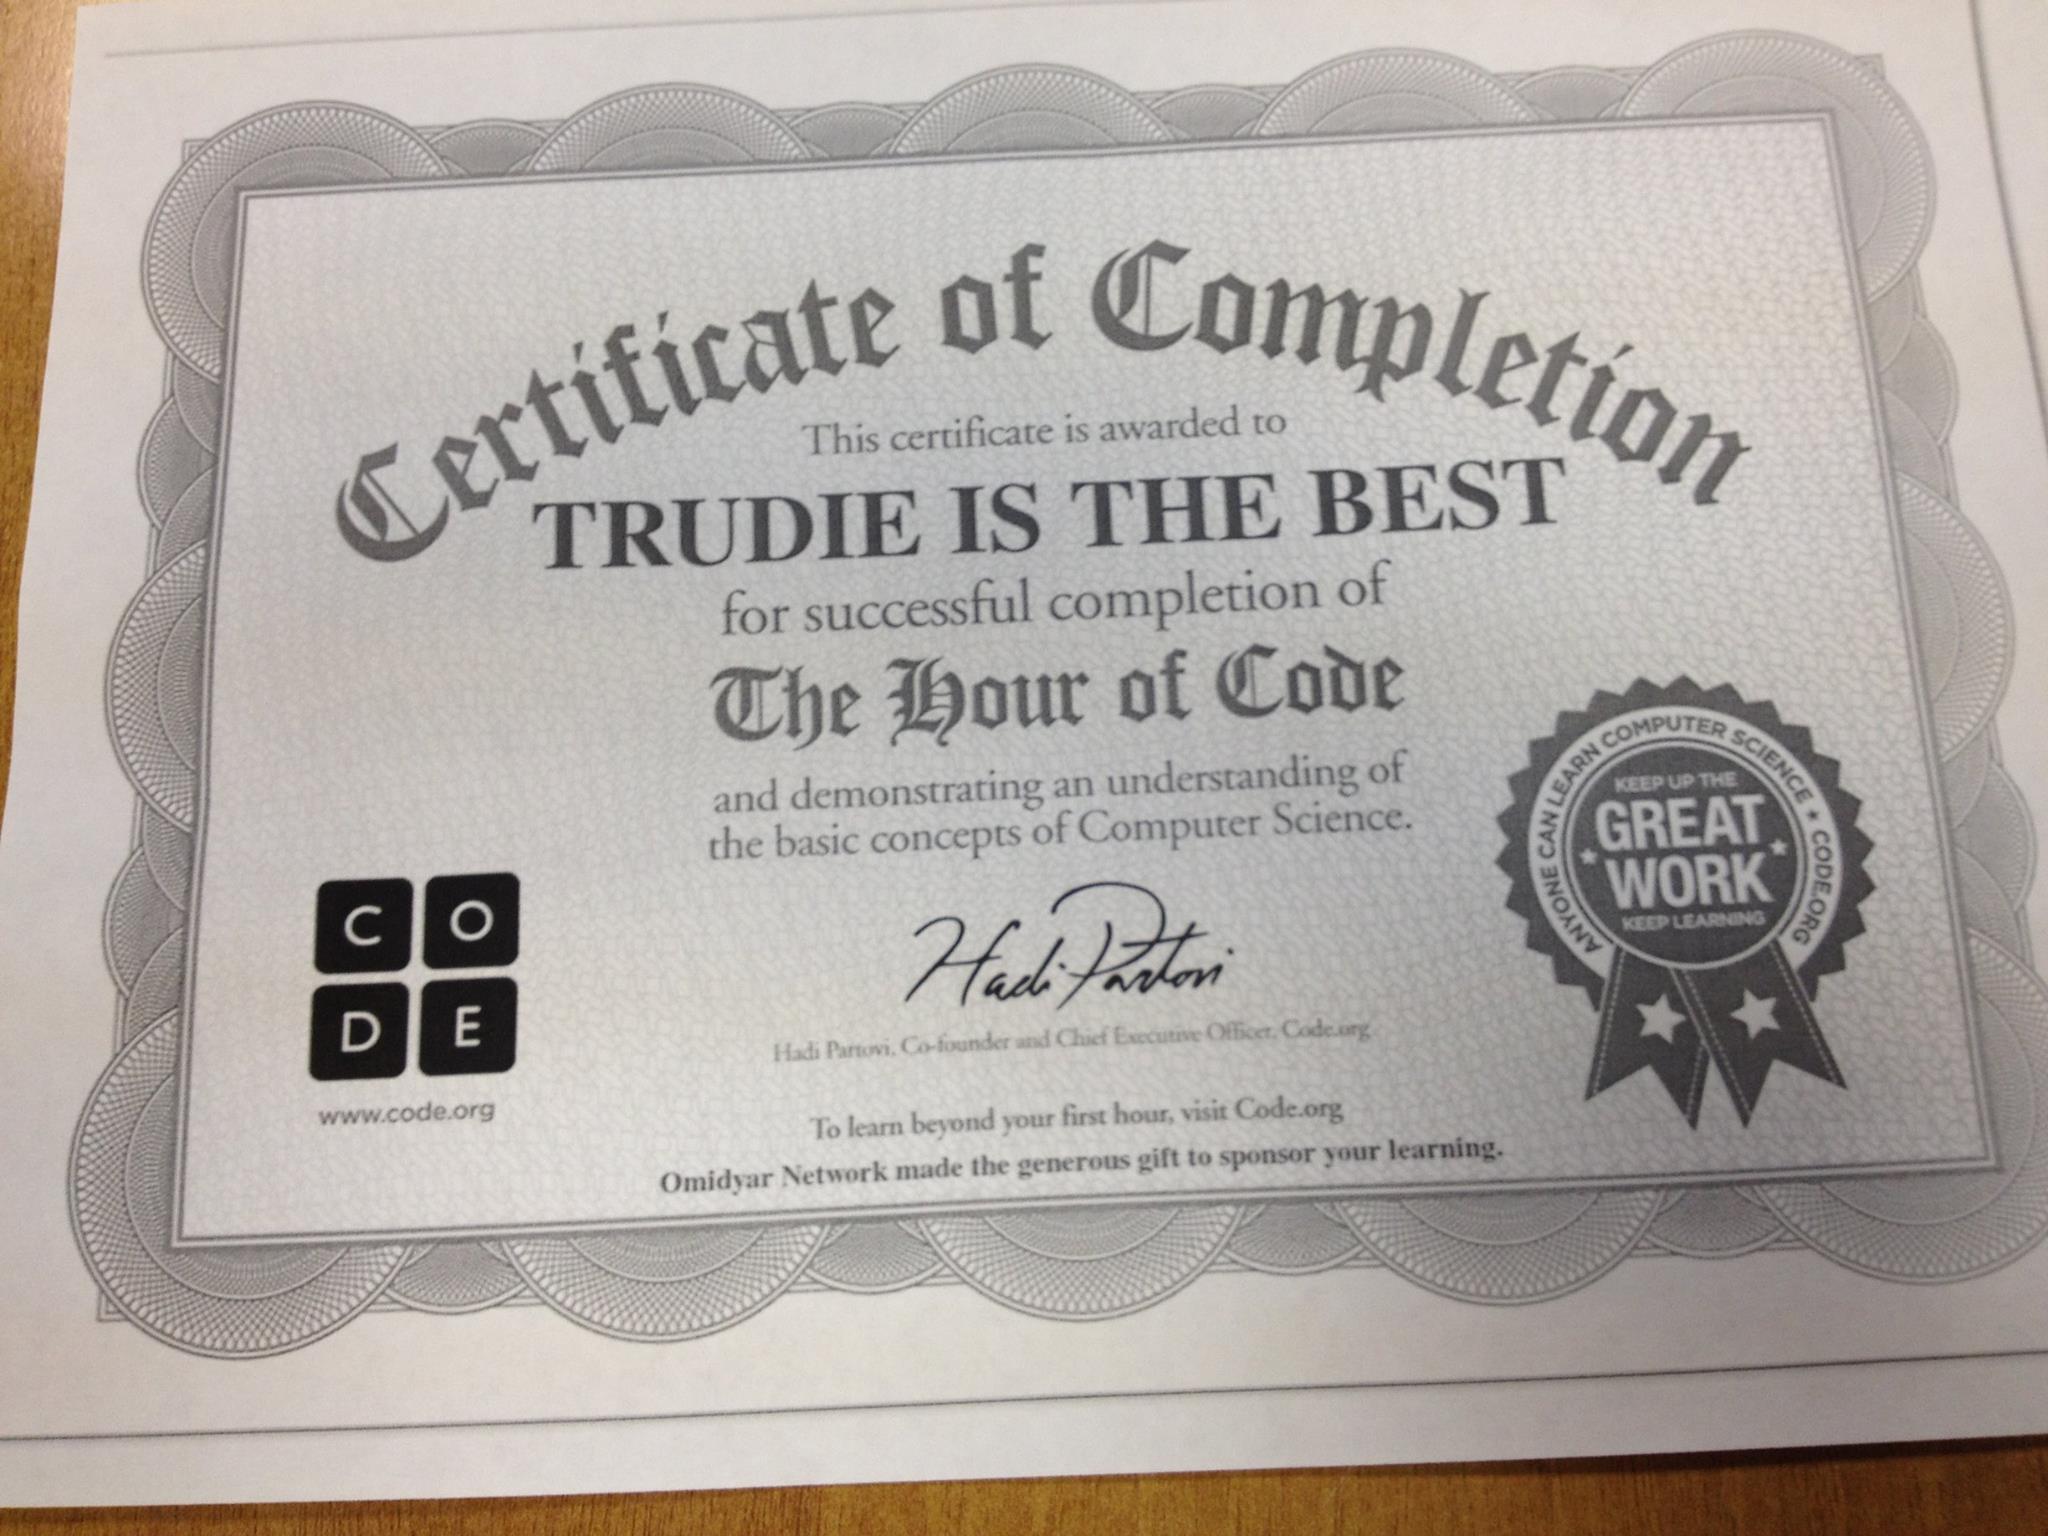 Certificate of Completion
This certificate is awarded to
TRUDIE IS THE BEST
for successful completion of
The Hour of Code
and demonstrating an understanding of
the basic concepts of Computer Science.
C O
D E
www.code.org
Hadi Partovi
Hadi Partovi, Co-founder and Chief Executive Officer, Code.org
To learn beyond your first hour, visit Code.org
Omidyar Network made the generous gift to sponsor your learning.
ANYONE CAN LEARN COMPUTER SCIENCE ★ CODE.ORG
KEEP UP THE
GREAT
WORK
KEEP LEARNING